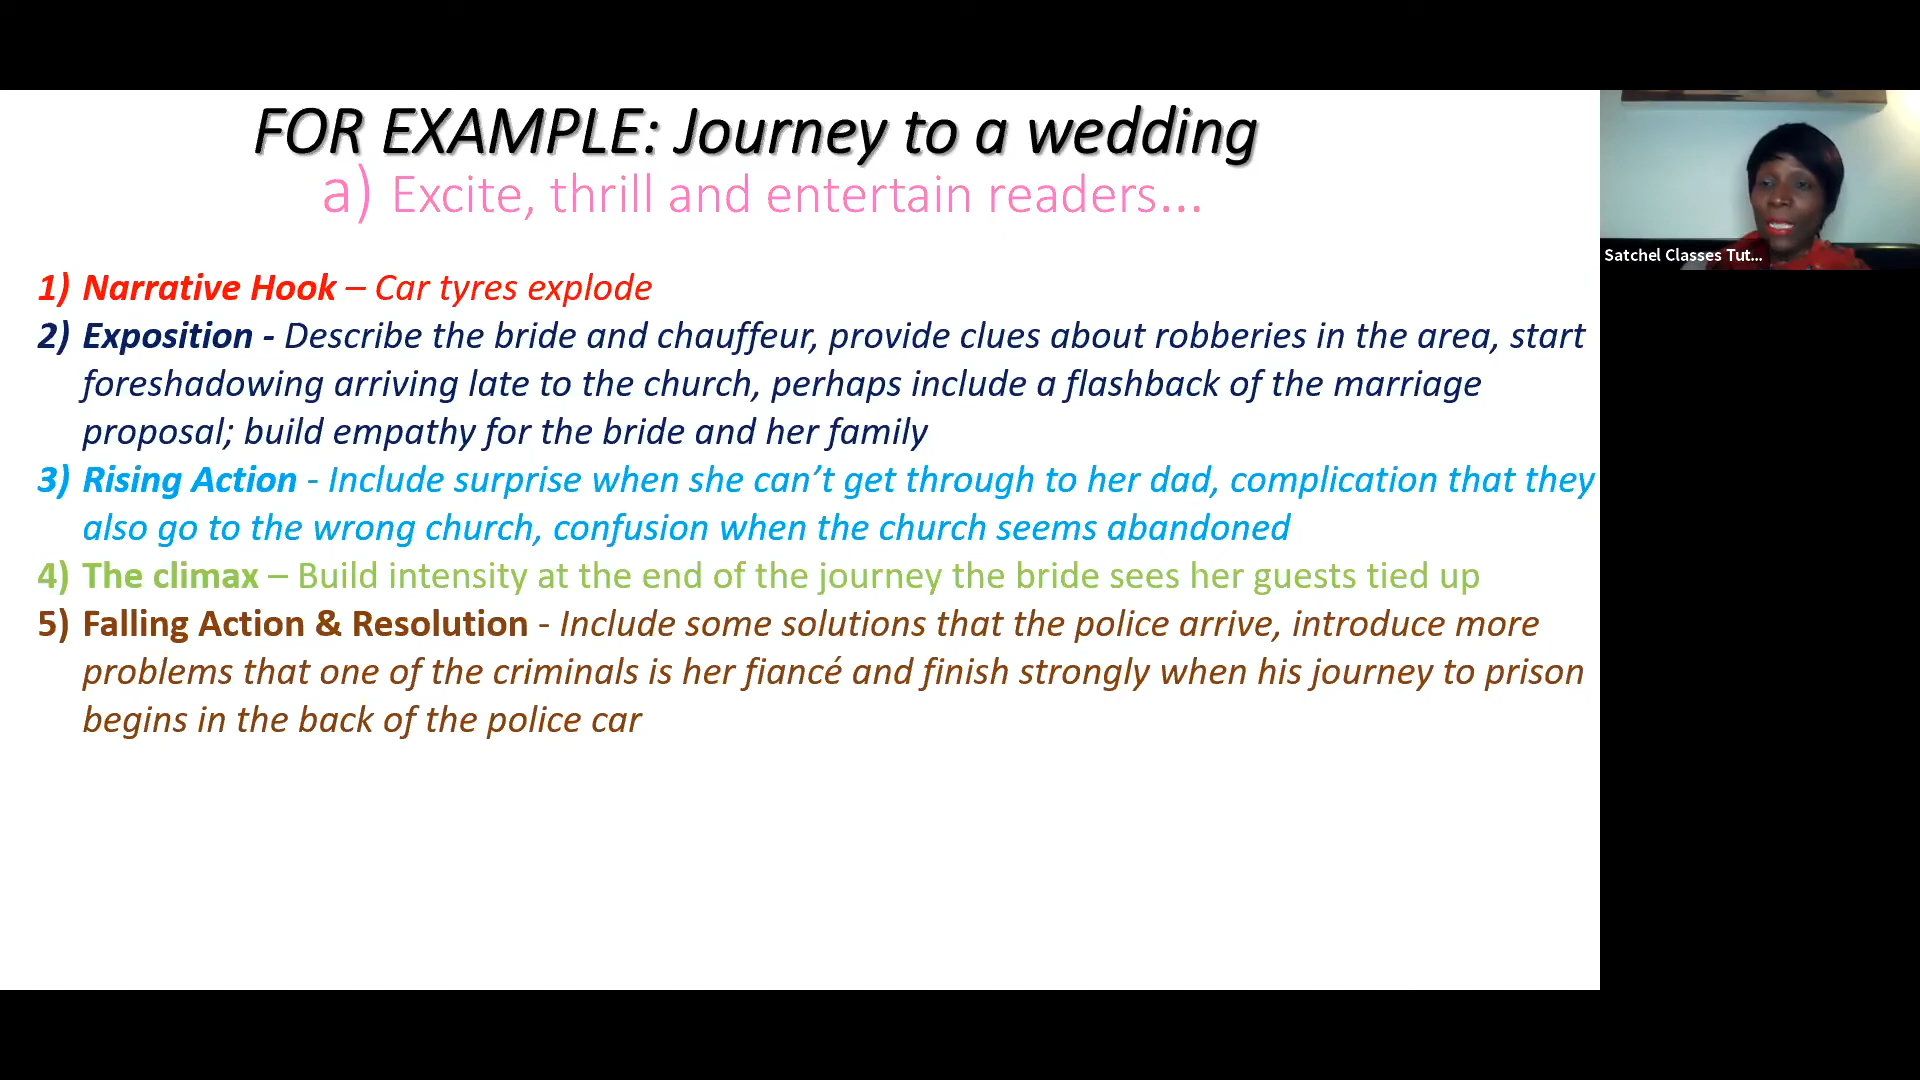 FOR EXAMPLE: Journey to a wedding
a) Excite, thrill and entertain readers...
Satchel Classes Tut...
1) Narrative Hook – Car tyres explode
2) Exposition - Describe the bride and chauffeur, provide clues about robberies in the area, start
foreshadowing arriving late to the church, perhaps include a flashback of the marriage
proposal; build empathy for the bride and her family
3) Rising Action - Include surprise when she can’t get through to her dad, complication that they
also go to the wrong church, confusion when the church seems abandoned
4) The climax – Build intensity at the end of the journey the bride sees her guests tied up
5) Falling Action & Resolution - Include some solutions that the police arrive, introduce more
problems that one of the criminals is her fiancé and finish strongly when his journey to prison
begins in the back of the police car